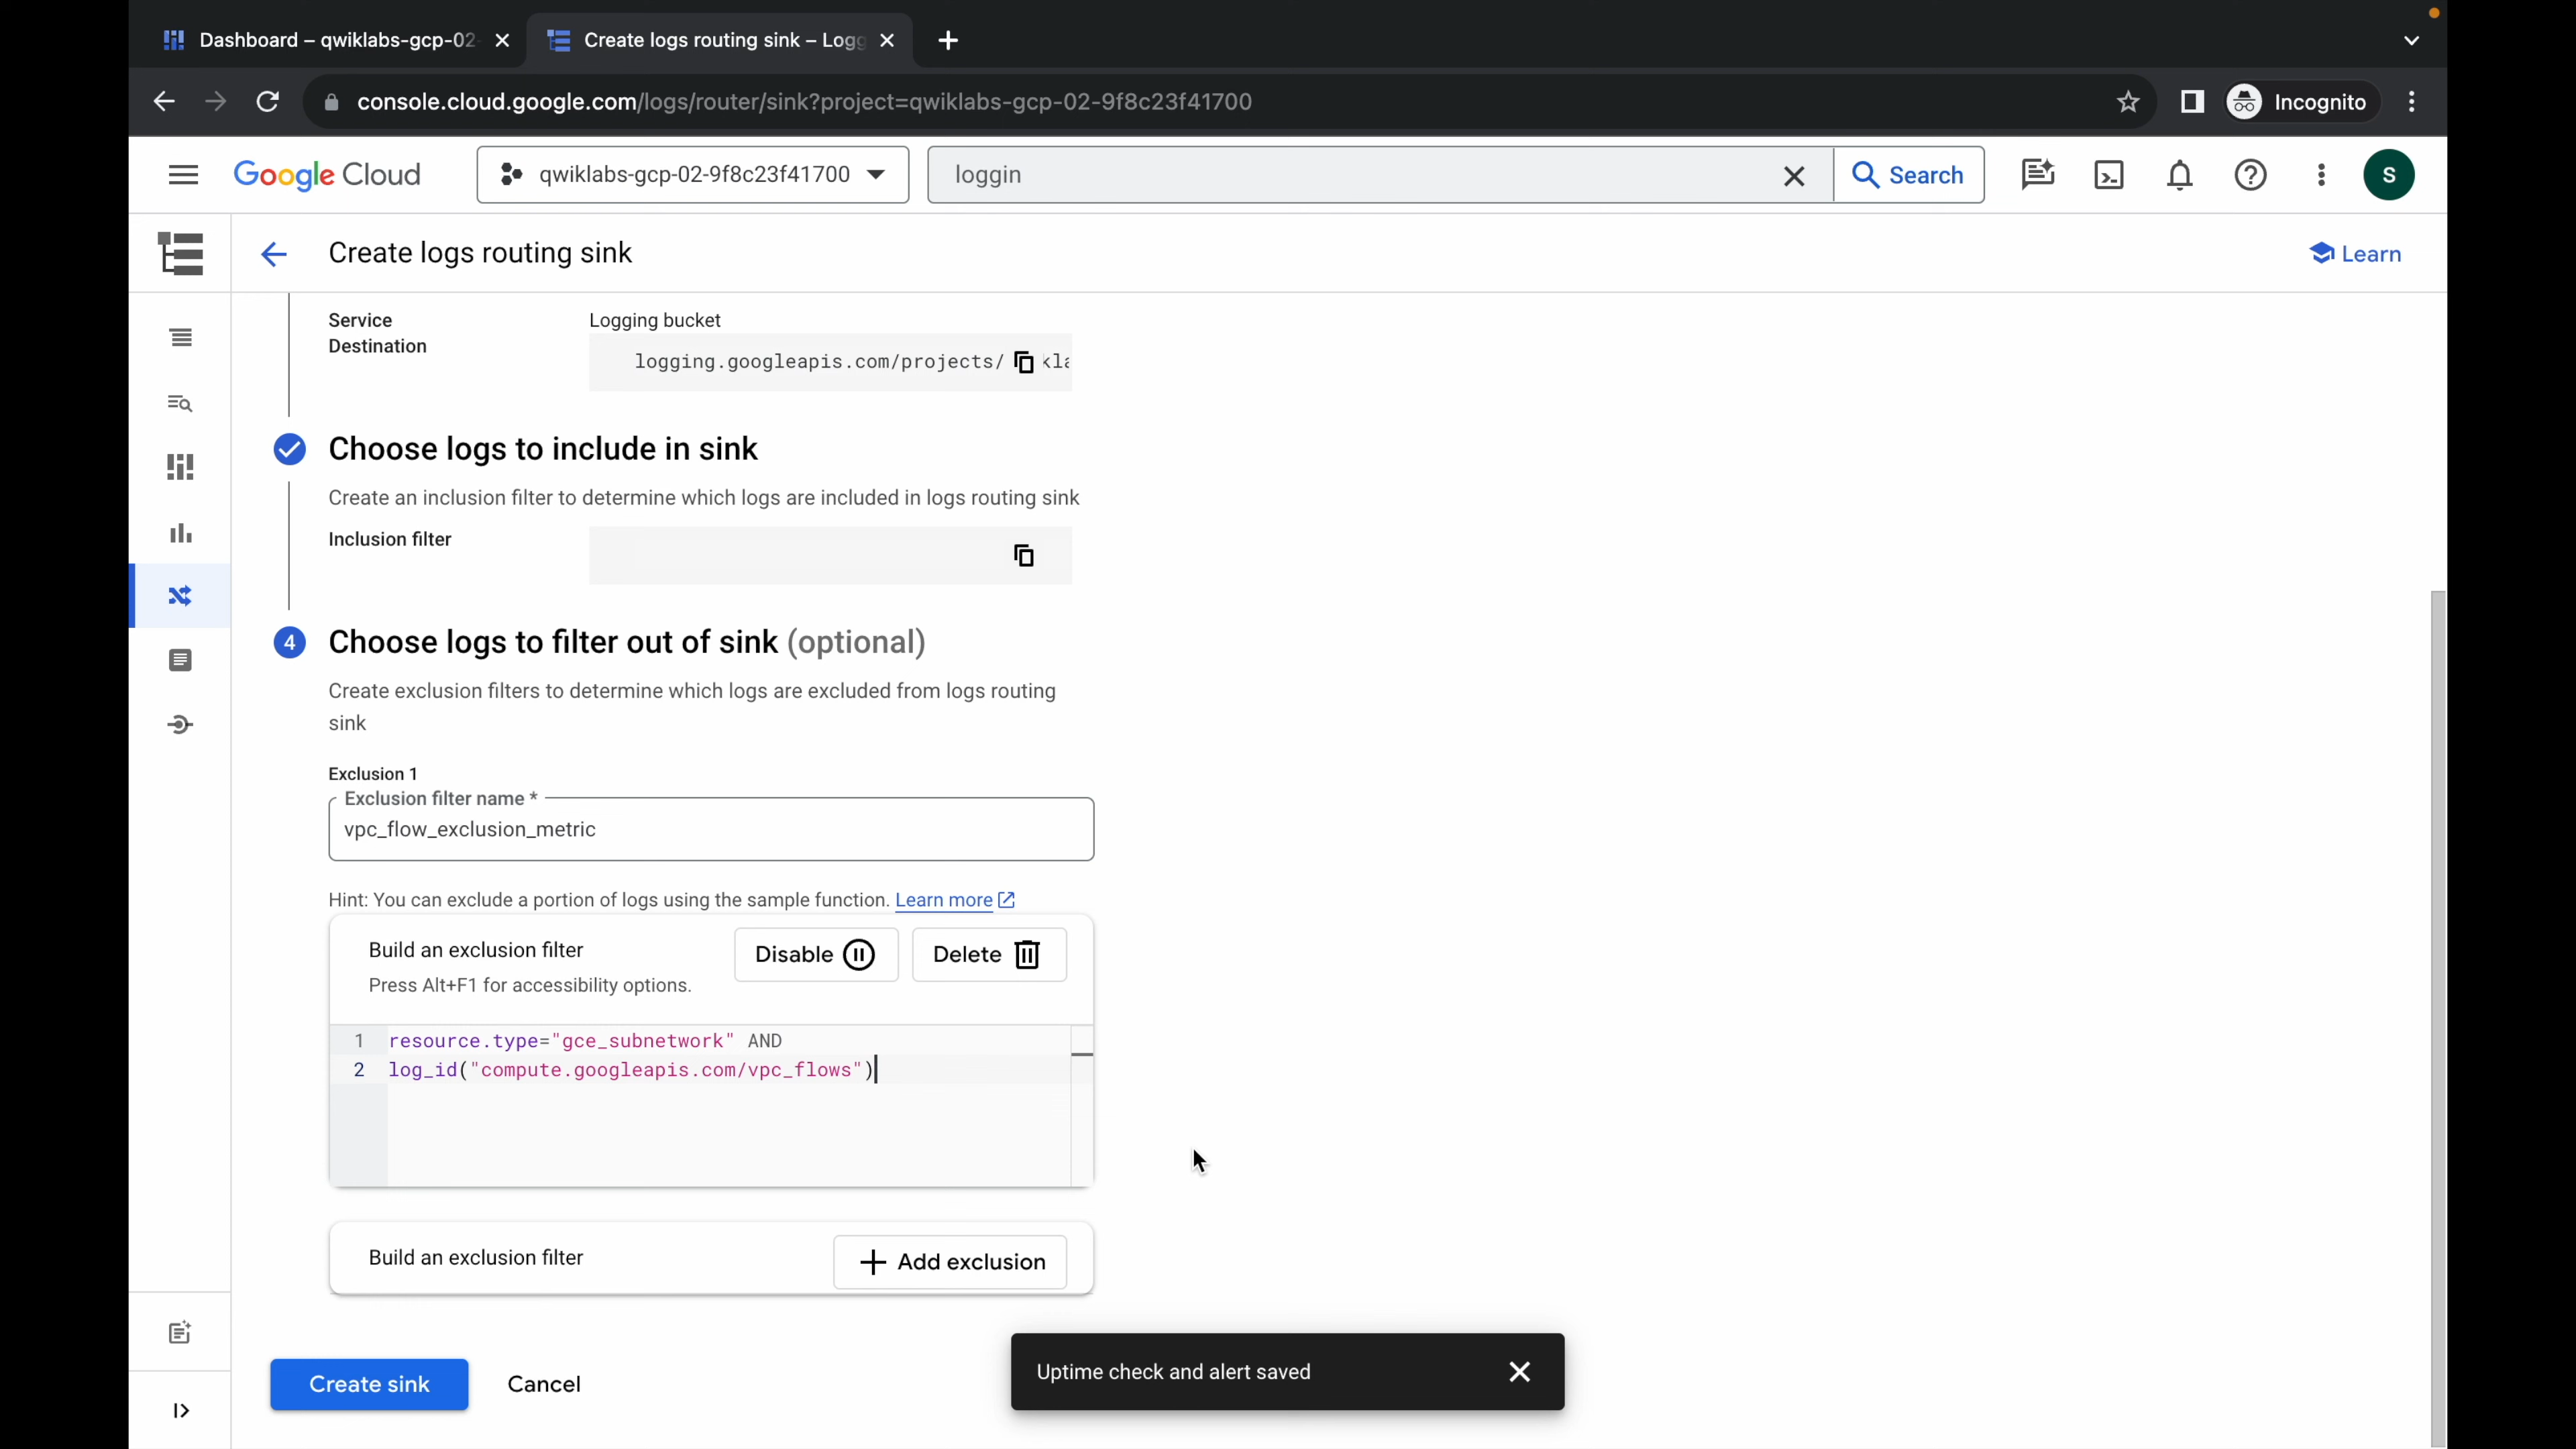 Dashboard – qwiklabs-gcp-02-
Create logs routing sink – Logg
console.cloud.google.com/logs/router/sink?project=qwiklabs-gcp-02-9f8c23f41700
Incognito
Google Cloud
qwiklabs-gcp-02-9f8c23f41700
loggin
Search
S
Create logs routing sink
Learn
Service
Logging bucket
Destination
logging.googleapis.com/projects/
kla
Choose logs to include in sink
Create an inclusion filter to determine which logs are included in logs routing sink
Inclusion filter
4 Choose logs to filter out of sink (optional)
Create exclusion filters to determine which logs are excluded from logs routing
sink
Exclusion 1
Exclusion filter name *
vpc_flow_exclusion_metric
Hint: You can exclude a portion of logs using the sample function. Learn more
Build an exclusion filter
Disable
Delete
Press Alt+F1 for accessibility options.
1 resource.type="gce_subnetwork" AND
2 log_id("compute.googleapis.com/vpc_flows")
Build an exclusion filter
Add exclusion
Uptime check and alert saved
Create sink
Cancel